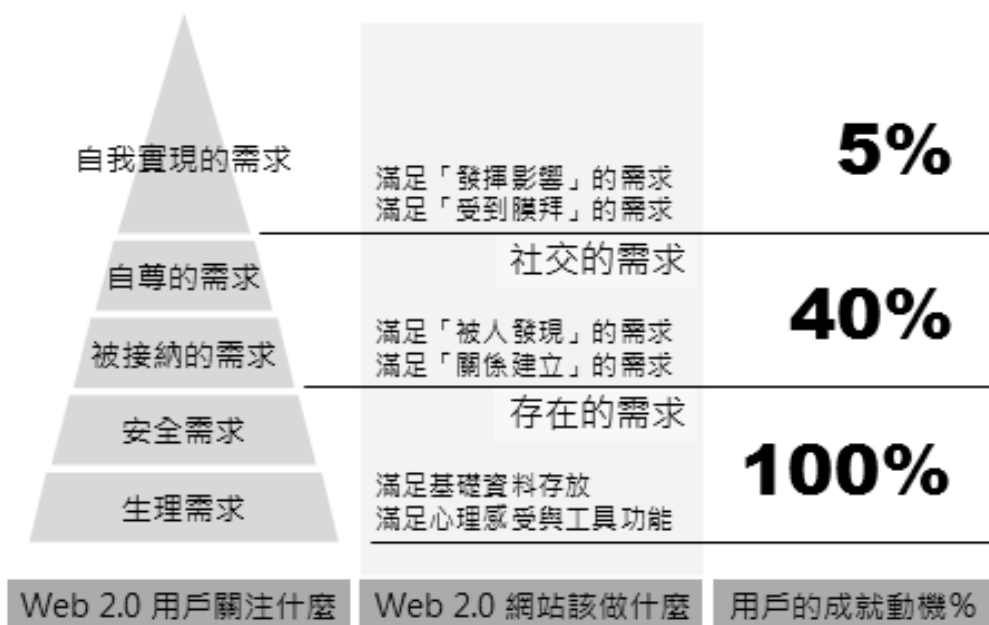 自我實現的需求
滿足「發揮影響」的需求
滿足「受到膜拜」的需求
5%
自尊的需求
社交的需求
被接納的需求
滿足「被人發現」的需求
滿足「關係建立」的需求
40%
安全需求
存在的需求
生理需求
滿足基礎資料存放
滿足心理感受與工具功能
100%
Web 2.0 用戶關注什麼
Web 2.0 網站該做什麼
用戶的成就動機%